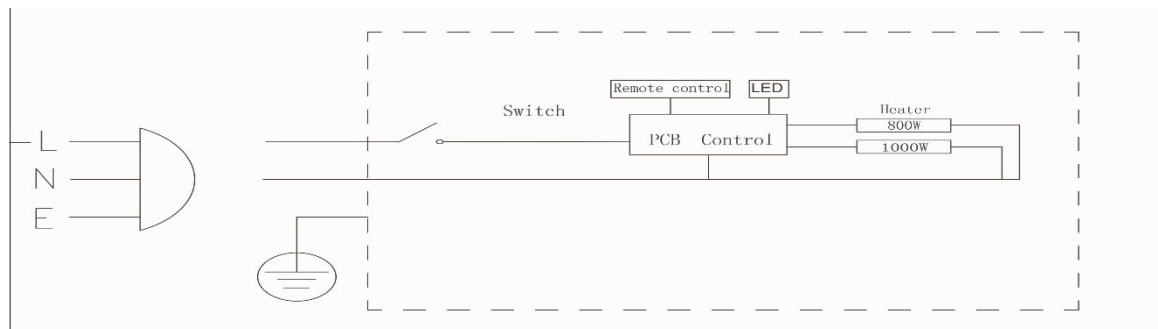 Remote control
LED
Switch
Heater
800W
L
PCB Control
1000W
N
E